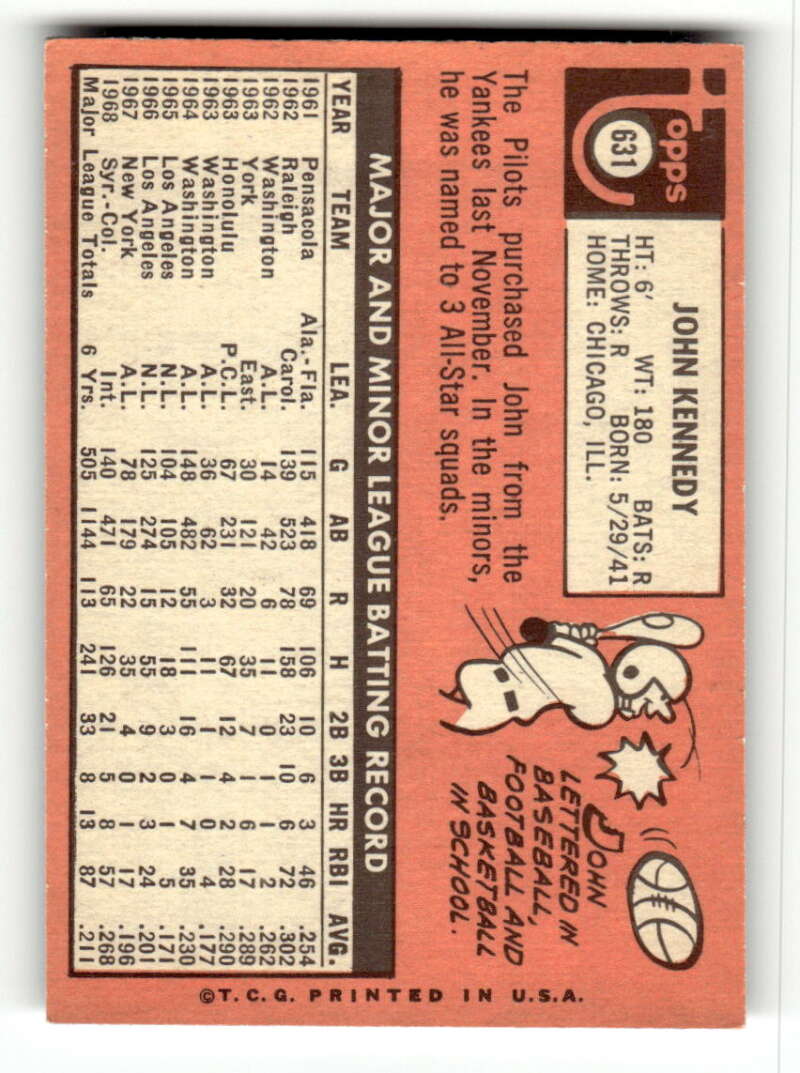 Topps
631
JOHN KENNEDY
HT: 6' WT: 180 BATS: R
THROWS: R BORN: 5/29/41
HOME: CHICAGO, ILL.
The Pilots purchased John from the
Yankees last November. In the minors,
he was named to 3 All-Star squads.
JOHN
LETTERED IN
BASEBALL,
FOOTBALL AND
BASKETBALL
IN SCHOOL.
MAJOR AND MINOR LEAGUE BATTING RECORD
YEAR TEAM LEA. G AB R H 2B 3B HR RBI AVG.
1961 Pensacola Ala.-Fla. 115 418 69 106 10 6 3 46 .254
1962 Raleigh Carol. 139 523 78 158 23 10 6 72 .302
1962 Washington A.L. 14 42 6 11 0 1 1 2 .262
1963 York East. 30 121 20 35 7 1 6 17 .289
1963 Honolulu P.C.L. 67 231 32 67 12 4 2 28 .290
1963 Washington A.L. 36 62 3 11 1 1 0 4 .177
1964 Washington A.L. 148 482 55 111 16 4 7 35 .230
1965 Los Angeles N.L. 104 105 12 18 3 0 1 5 .171
1966 Los Angeles N.L. 125 274 15 55 9 2 3 24 .201
1967 New York A.L. 78 179 22 35 4 0 1 17 .196
1968 Syr.-Col. Int. 140 471 65 126 21 5 8 57 .268
Major League Totals 6 Yrs. 505 1144 113 241 33 8 13 87 .211
©T.C.G. PRINTED IN U.S.A.